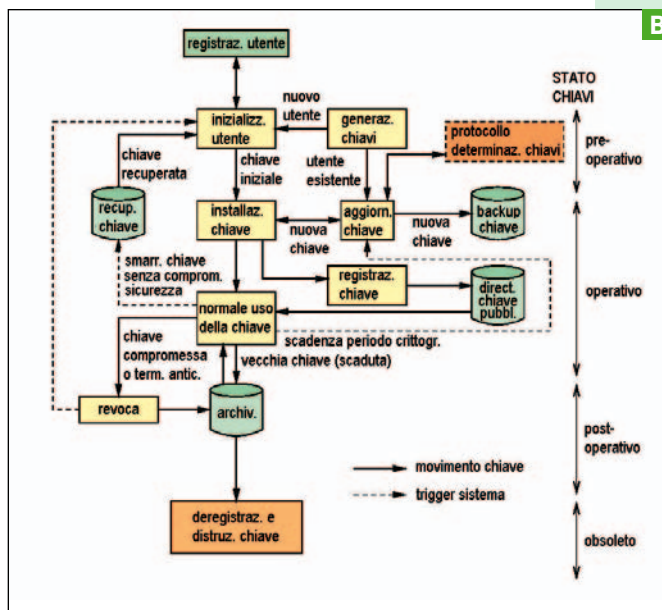 B
registraz. utente
STATO
CHIAVI
inizializz.
utente
nuovo
utente
generaz.
chiavi
protocollo
determinaz. chiavi
pre-
operativo
chiave
recuperata
chiave
iniziale
utente
esistente
recup.
chiave
installaz.
chiave
nuova
chiave
aggiorn.
chiave
nuova
chiave
backup
chiave
smarr. chiave
senza comprom.
sicurezza
registraz.
chiave
direct.
chiave
pubbl.
operativo
normale uso
della chiave
scadenza periodo crittogr.
chiave
compromessa
o term. antic.
vecchia chiave (scaduta)
revoca
archiv.
post-
operativo
movimento chiave
trigger sistema
deregistraz. e
distruz. chiave
obsoleto